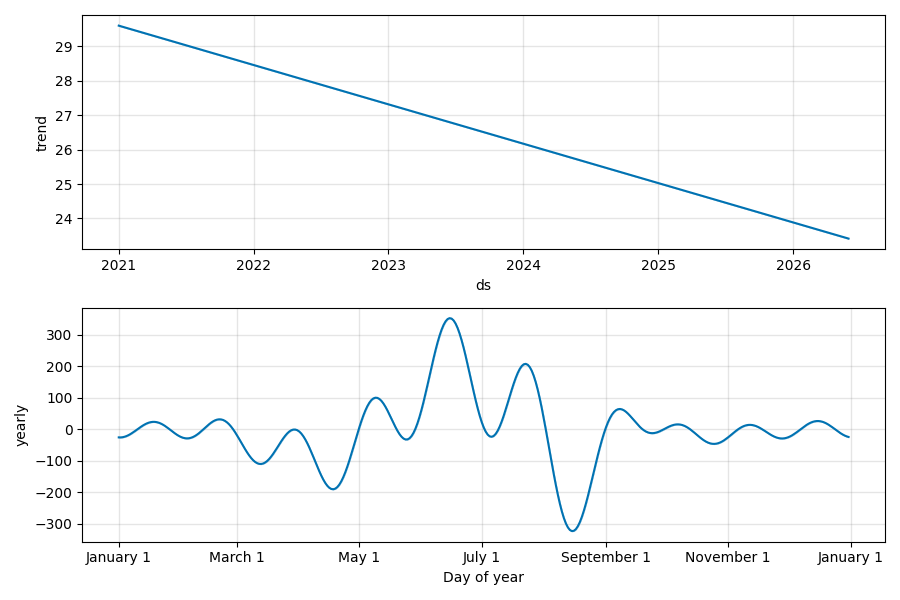 29
28
27
26
25
24
trend
2021 2022 2023 2024 2025 2026
ds
300
200
100
0
−100
−200
−300
yearly
January 1 March 1 May 1 July 1 September 1 November 1 January 1
Day of year